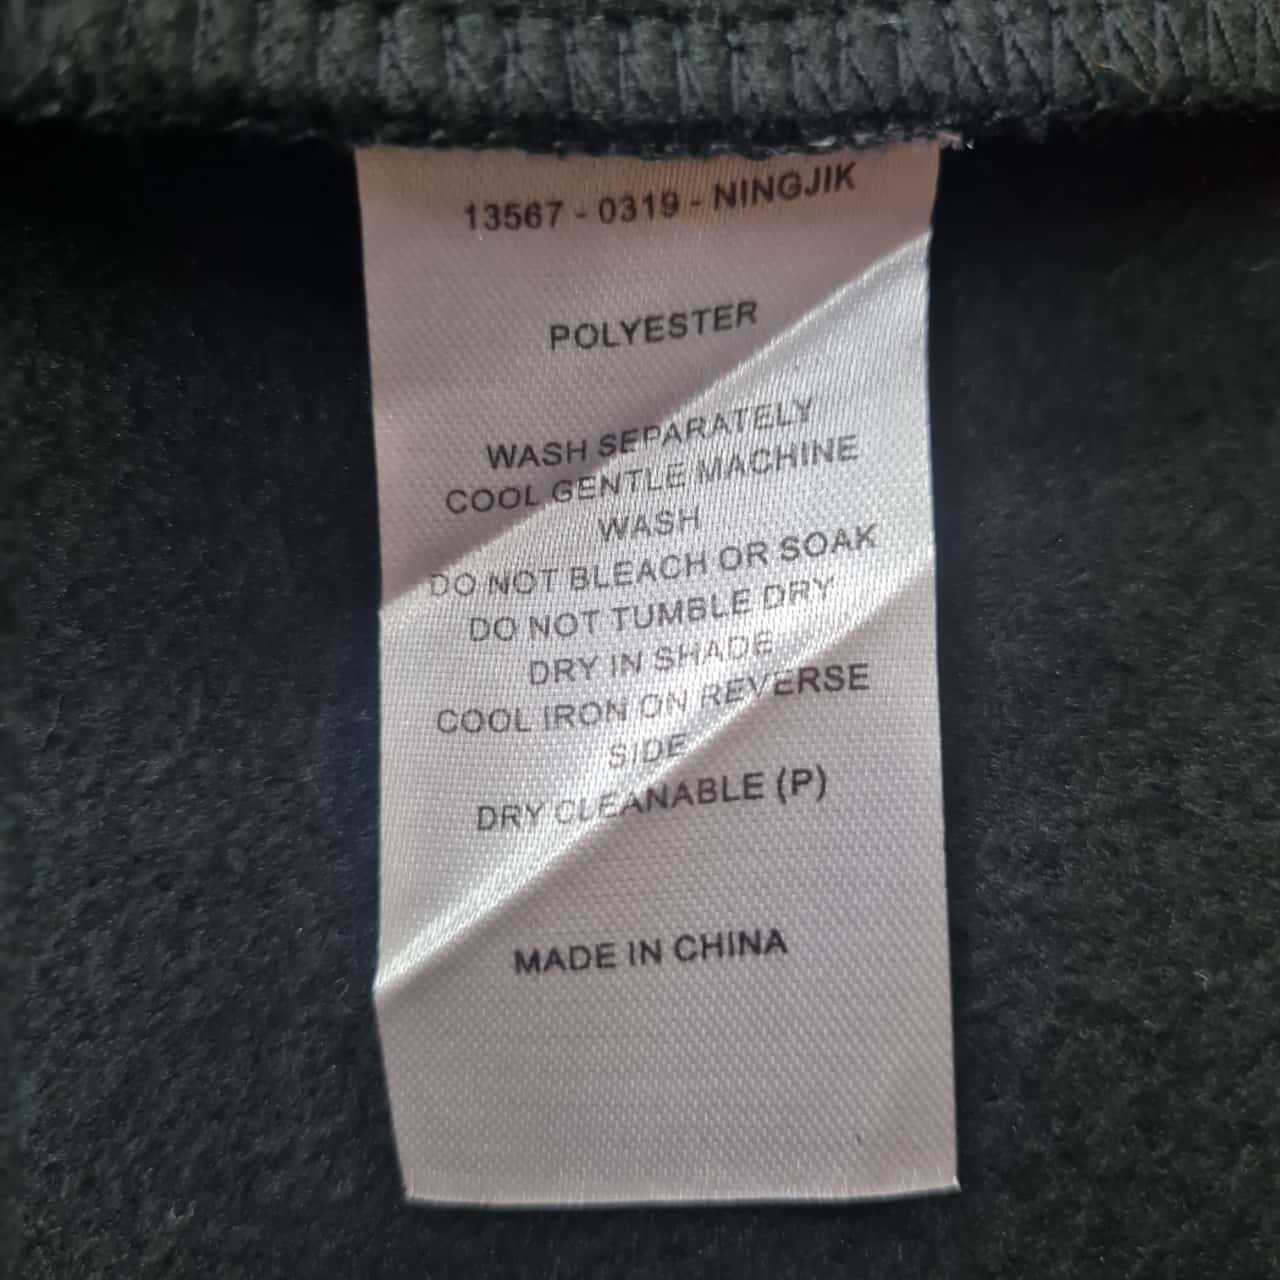 13567 - 0319 - NINGJIK
POLYESTER
WASH SEPARATELY
COOL GENTLE MACHINE
WASH
DO NOT BLEACH OR SOAK
DO NOT TUMBLE DRY
DRY IN SHADE
COOL IRON ON REVERSE
SIDE
DRY CLEANABLE (P)
MADE IN CHINA